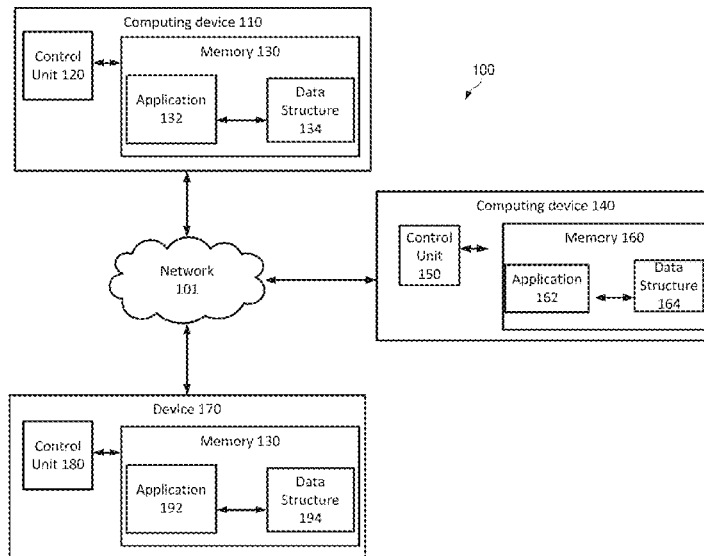 Computing device 110
Control
Unit 120
Memory 130
Application
132
Data
Structure
134
100
Network
101
Computing device 140
Control
Unit
150
Memory 160
Application
162
Data
Structure
164
Device 170
Control
Unit 180
Memory 130
Application
192
Data
Structure
194